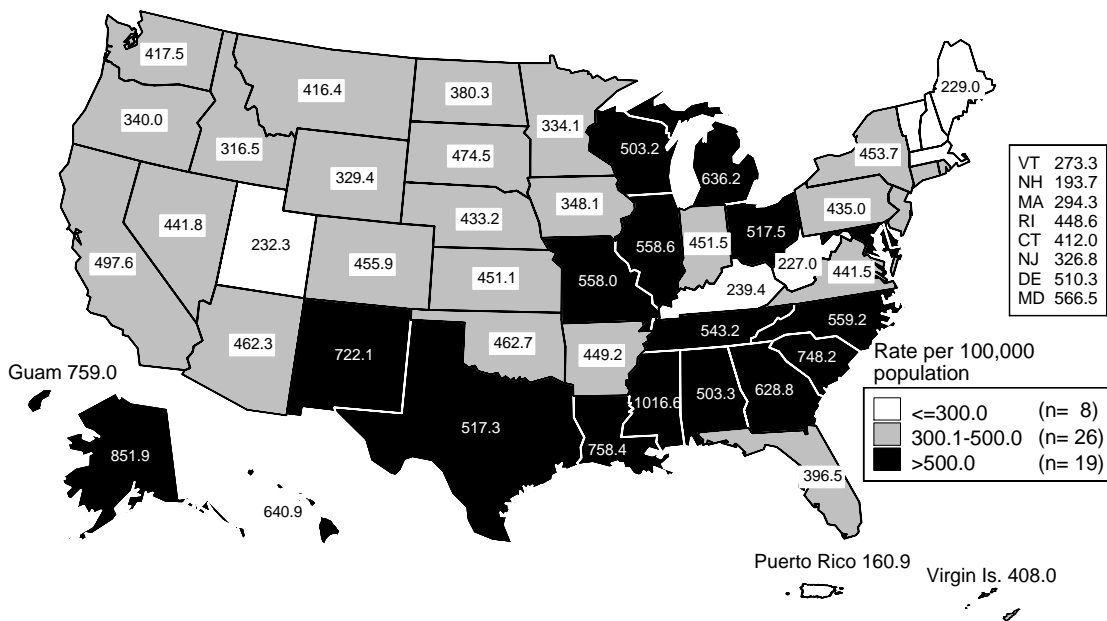 417.5
416.4
380.3
334.1
229.0
340.0
316.5
474.5
503.2
453.7
VT 273.3
NH 193.7
MA 294.3
RI 448.6
CT 412.0
NJ 326.8
DE 510.3
MD 566.5
329.4
636.2
348.1
435.0
441.8
232.3
433.2
517.5
497.6
455.9
451.1
558.0
558.6
451.5
227.0
441.5
239.4
462.3
722.1
462.7
449.2
543.2
559.2
748.2
Guam 759.0
Rate per 100,000
population
<=300.0 (n= 8)
300.1-500.0 (n= 26)
>500.0 (n= 19)
1016.6
503.3
628.8
517.3
758.4
851.9
396.5
640.9
Puerto Rico 160.9
Virgin Is. 408.0